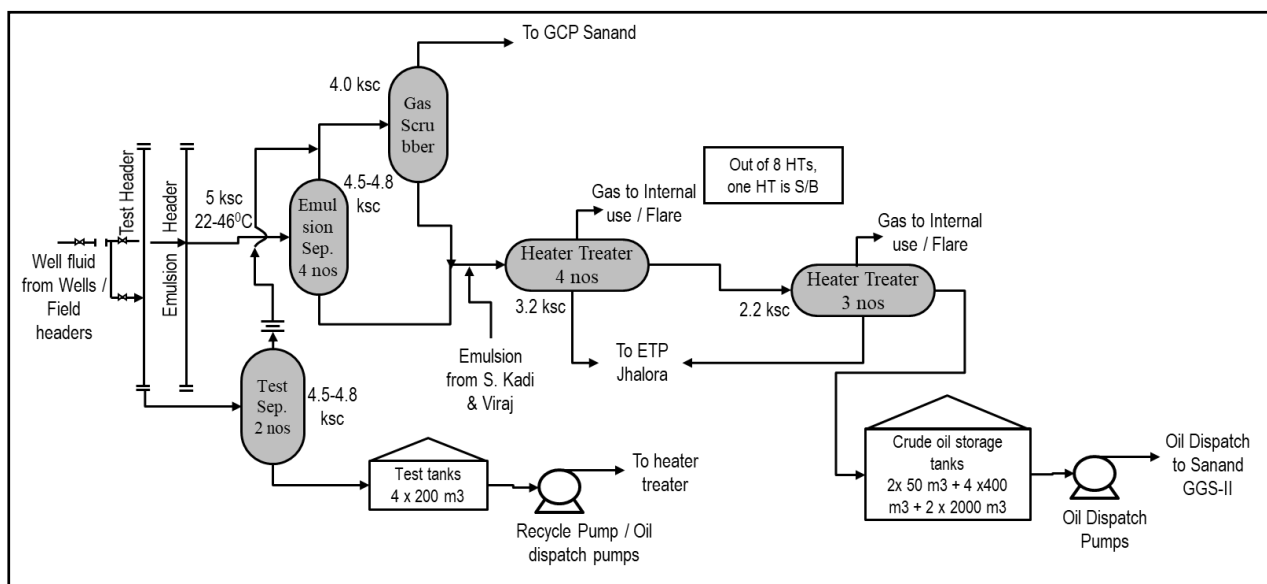 To GCP Sanand
4.0 ksc
Gas
Scru
bber
Test Header
Emulsion Header
5 ksc
22-46⁰C
Emul
sion
Sep.
4 nos
4.5-4.8
ksc
Out of 8 HTs,
one HT is S/B
Gas to Internal
use / Flare
Gas to Internal
use / Flare
Well fluid
from Wells /
Field
headers
Heater Treater
4 nos
3.2 ksc
Heater Treater
3 nos
2.2 ksc
Emulsion
from S. Kadi
& Viraj
To ETP
Jhalora
Test
Sep.
2 nos
4.5-4.8
ksc
Test tanks
4 x 200 m3
To heater
treater
Recycle Pump / Oil
dispatch pumps
Crude oil storage
tanks
2x 50 m3 + 4 x400
m3 + 2 x 2000 m3
Oil Dispatch
to Sanand
GGS-II
Oil Dispatch
Pumps